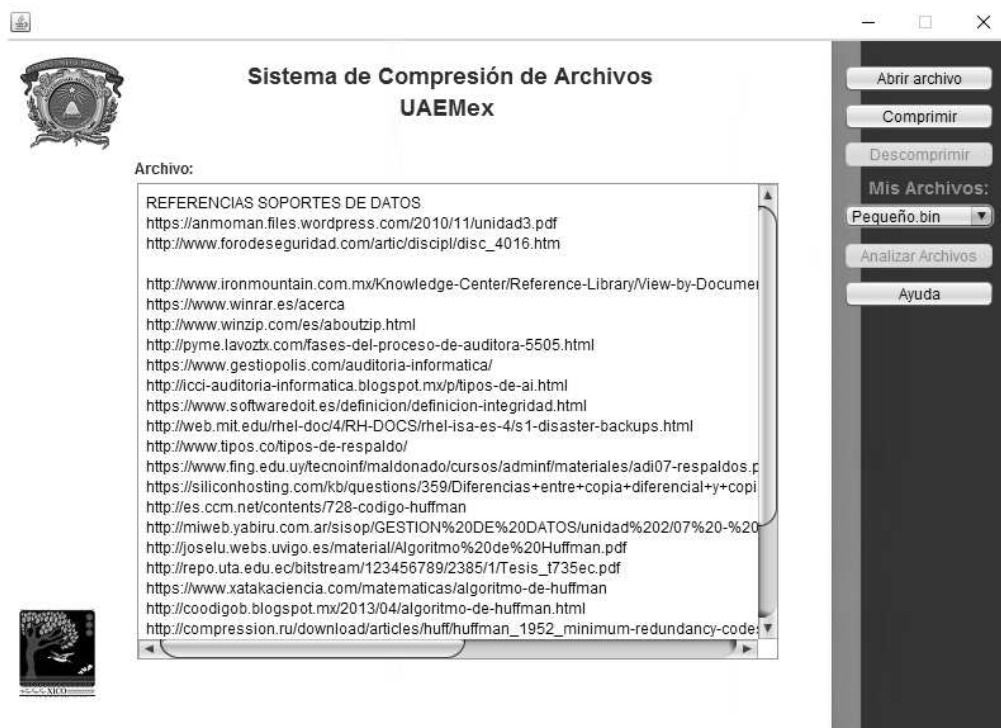 Sistema de Compresión de Archivos
UAEMex
Archivo:
REFERENCIAS SOPORTES DE DATOS
https://anmoman.files.wordpress.com/2010/11/unidad3.pdf
http://www.forodeseguridad.com/artic/discipl/disc_4016.htm
http://www.ironmountain.com.mx/Knowledge-Center/Reference-Library/View-by-Documer
https://www.winrar.es/acerca
http://www.winzip.com/es/aboutzip.html
http://pyme.lavoztx.com/fases-del-proceso-de-auditora-5505.html
https://www.gestiopolis.com/auditoria-informatica/
http://icci-auditoria-informatica.blogspot.mx/p/tipos-de-ai.html
https://www.softwaredoit.es/definicion/definicion-integridad.html
http://web.mit.edu/rhel-doc/4/RH-DOCS/rhel-isa-es-4/s1-disaster-backups.html
http://www.tipos.co/tipos-de-respaldo/
https://www.fing.edu.uy/tecnoinf/maldonado/cursos/adminf/materiales/adi07-respaldos.p
https://siliconhosting.com/kb/questions/359/Diferencias+entre+copia+diferencial+y+copi
http://es.ccm.net/contents/728-codigo-huffman
http://miweb.yabiru.com.ar/sisop/GESTION%20DE%20DATOS/unidad%202/07%20-%20
http://joselu.webs.uvigo.es/material/Algoritmo%20de%20Huffman.pdf
http://repo.uta.edu.ec/bitstream/123456789/2385/1/Tesis_t735ec.pdf
https://www.xatakaciencia.com/matematicas/algoritmo-de-huffman
http://coodigob.blogspot.mx/2013/04/algoritmo-de-huffman.html
http://compression.ru/download/articles/huff/huffman_1952_minimum-redundancy-codes
Abrir archivo
Comprimir
Descomprimir
Mis Archivos:
Pequeño.bin
Analizar Archivos
Ayuda
XICO